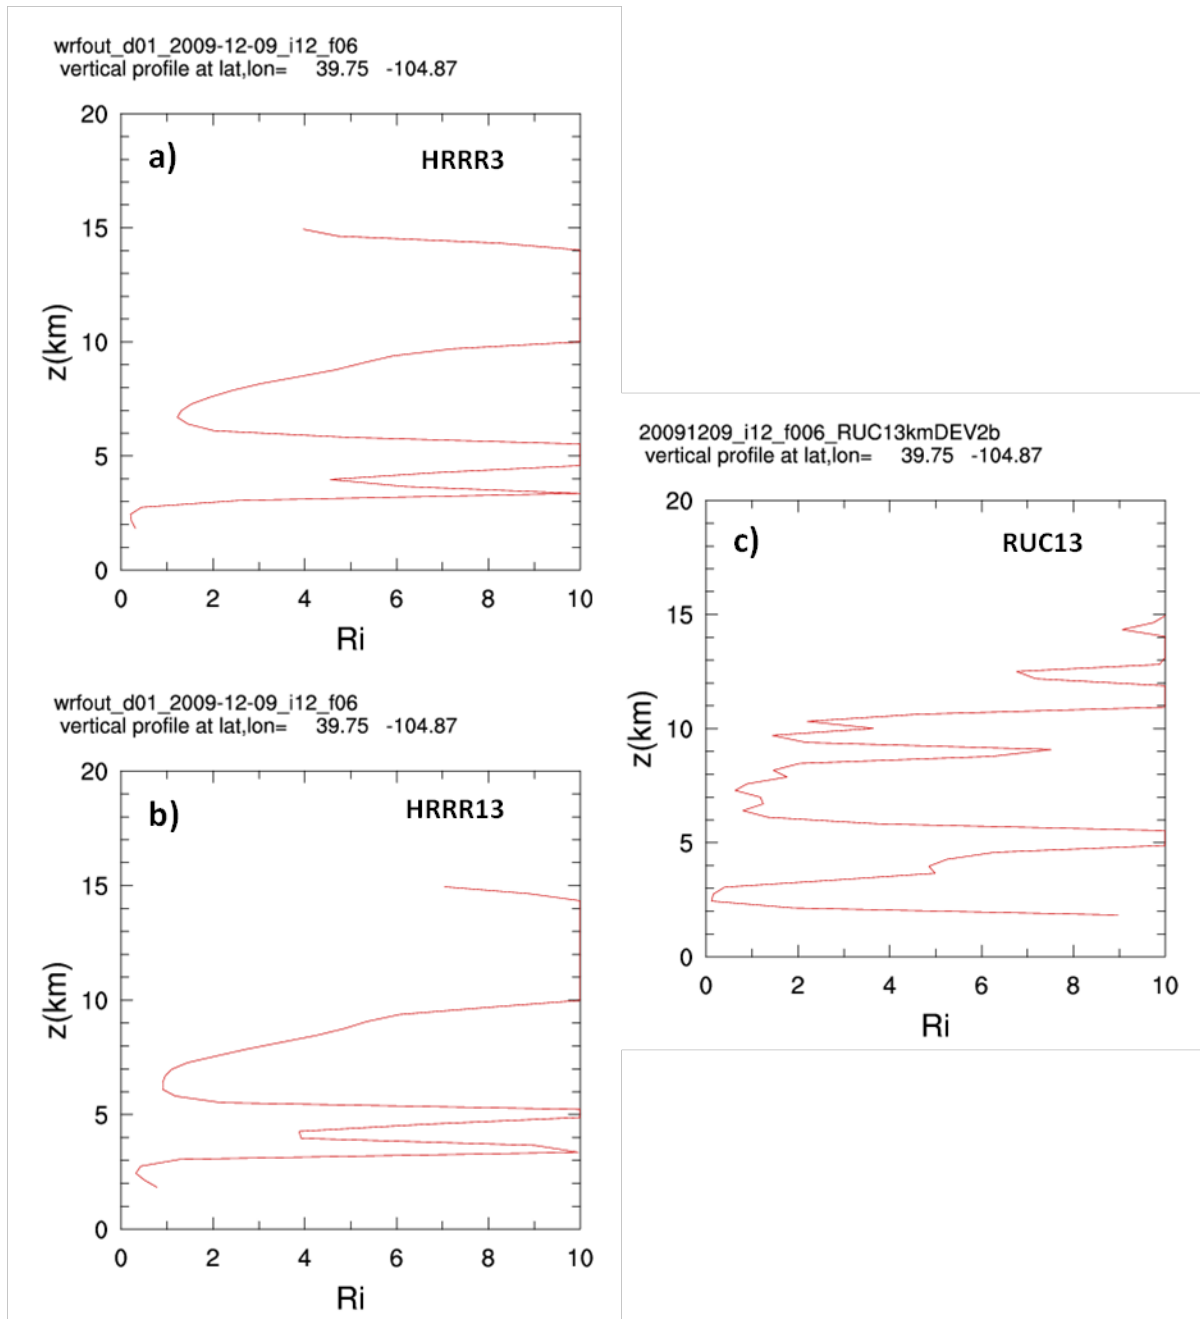 wrfout_d01_2009-12-09_i12_f06
vertical profile at lat,lon= 39.75 -104.87
20
a)
HRRR3
15
10
z(km)
5
0
0 2 4 6 8 10
Ri
wrfout_d01_2009-12-09_i12_f06
vertical profile at lat,lon= 39.75 -104.87
20
b)
HRRR13
15
10
z(km)
5
0
0 2 4 6 8 10
Ri
20091209_i12_f006_RUC13kmDEV2b
vertical profile at lat,lon= 39.75 -104.87
20
c)
RUC13
15
10
z(km)
5
0
0 2 4 6 8 10
Ri